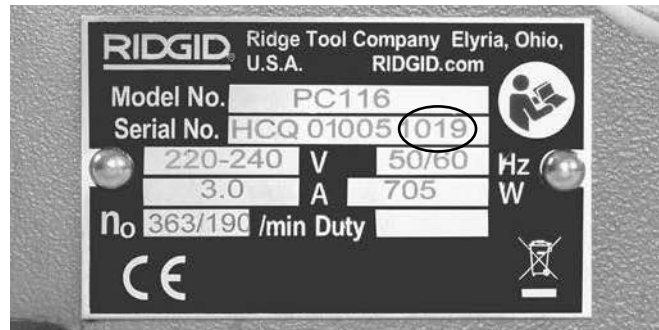 RIDGID® Ridge Tool Company Elyria, Ohio,
U.S.A. RIDGID.com
Model No. PC116
Serial No. HCQ 01005 1019
220-240 V 50/60 Hz
3.0 A 705 W
no 363/190 /min Duty
CE